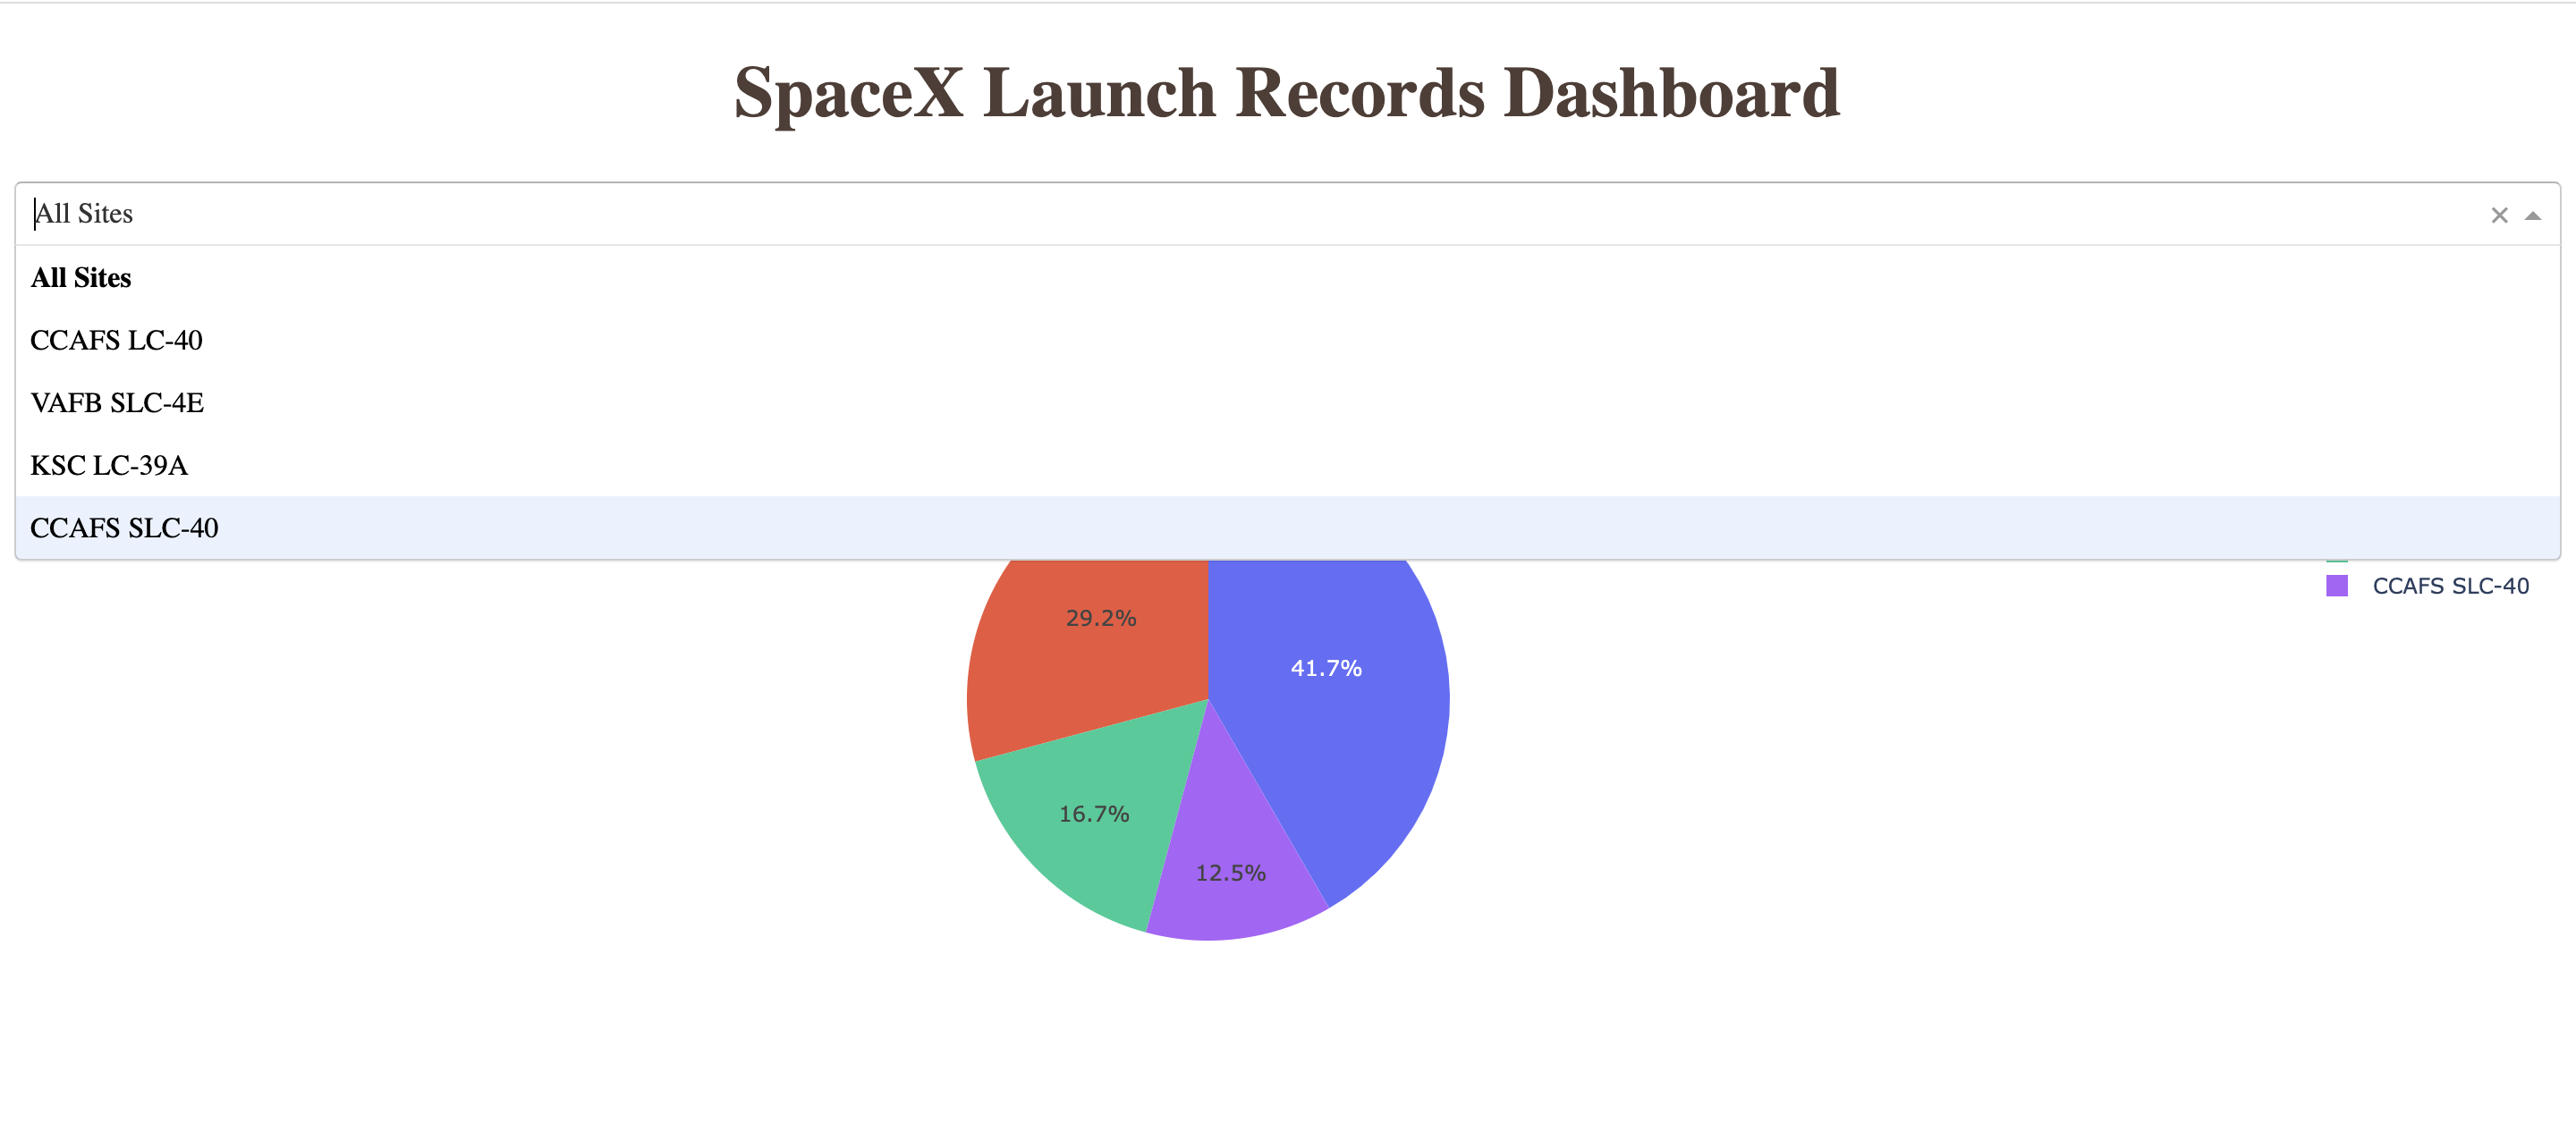 SpaceX Launch Records Dashboard
All Sites
All Sites
CCAFS LC-40
VAFB SLC-4E
KSC LC-39A
CCAFS SLC-40
CCAFS SLC-40
29.2%
41.7%
16.7%
12.5%